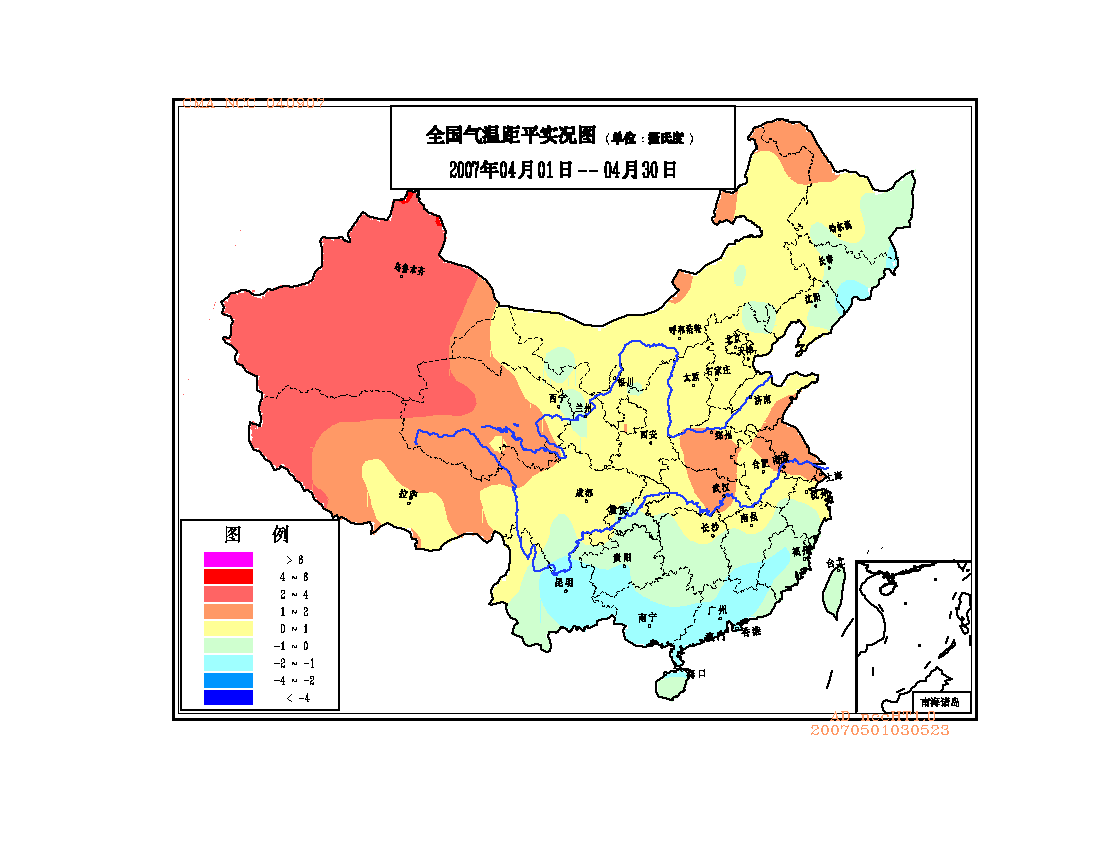 CMA NCC 040902
全国气温距平实况图 (单位:摄氏度)
2007年04月01日 -- 04月30日
哈尔滨
乌鲁木齐
长春
沈阳
呼和浩特
北京
天津
石家庄
太原
银川
西宁
兰州
济南
西安
郑州
合肥
南京
上海
拉萨
成都
武汉
杭州
重庆
南昌
长沙
贵阳
福州
台北
昆明
南宁
广州
澳门
香港
海口
图 例
> 6
4 ~ 6
2 ~ 4
1 ~ 2
0 ~ 1
-1 ~ 0
-2 ~ -1
-4 ~ -2
< -4
南海诸岛
20070501030523